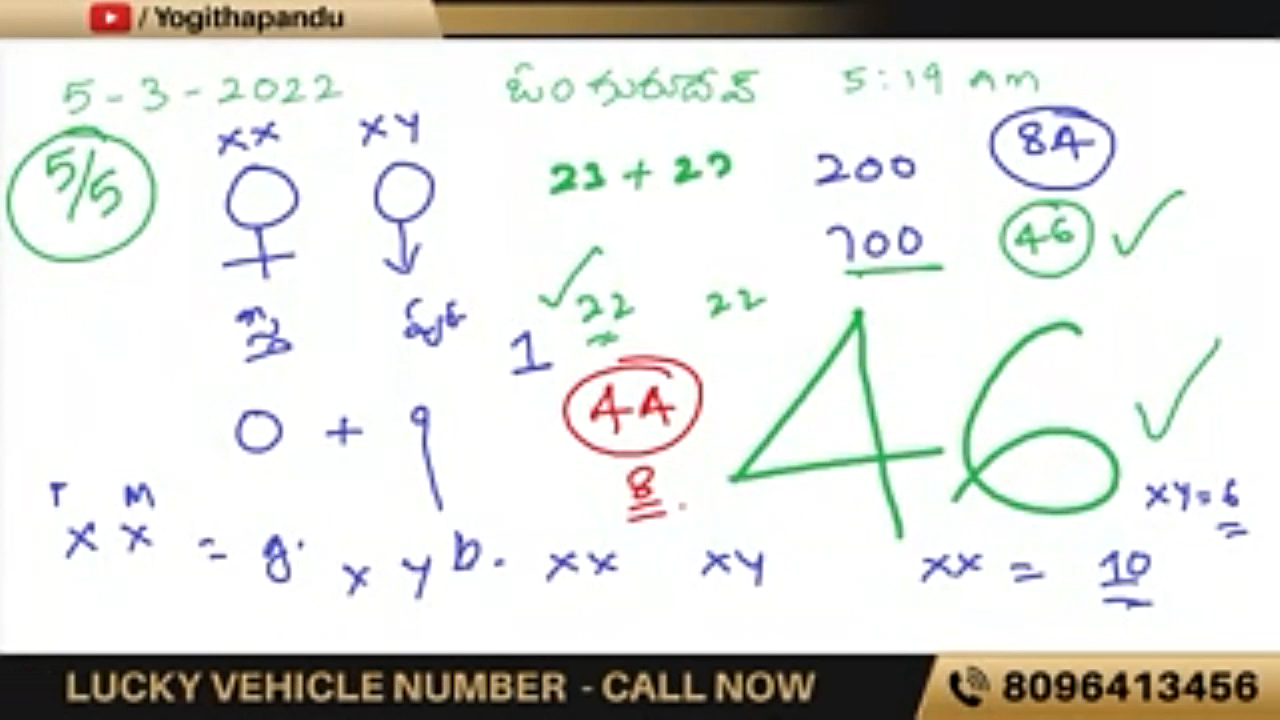 / Yogithapandu
5-3-2022 ఓం గురుదేవ్ 5:19 AM
5/5 XX XY 23 + 23 200 84
700 46
22 22
స్త్రీ 1
44 46
0 + 9
8
T M XY = 6
X X = g. X Y b. XX XY XX = 10
LUCKY VEHICLE NUMBER - CALL NOW 8096413456